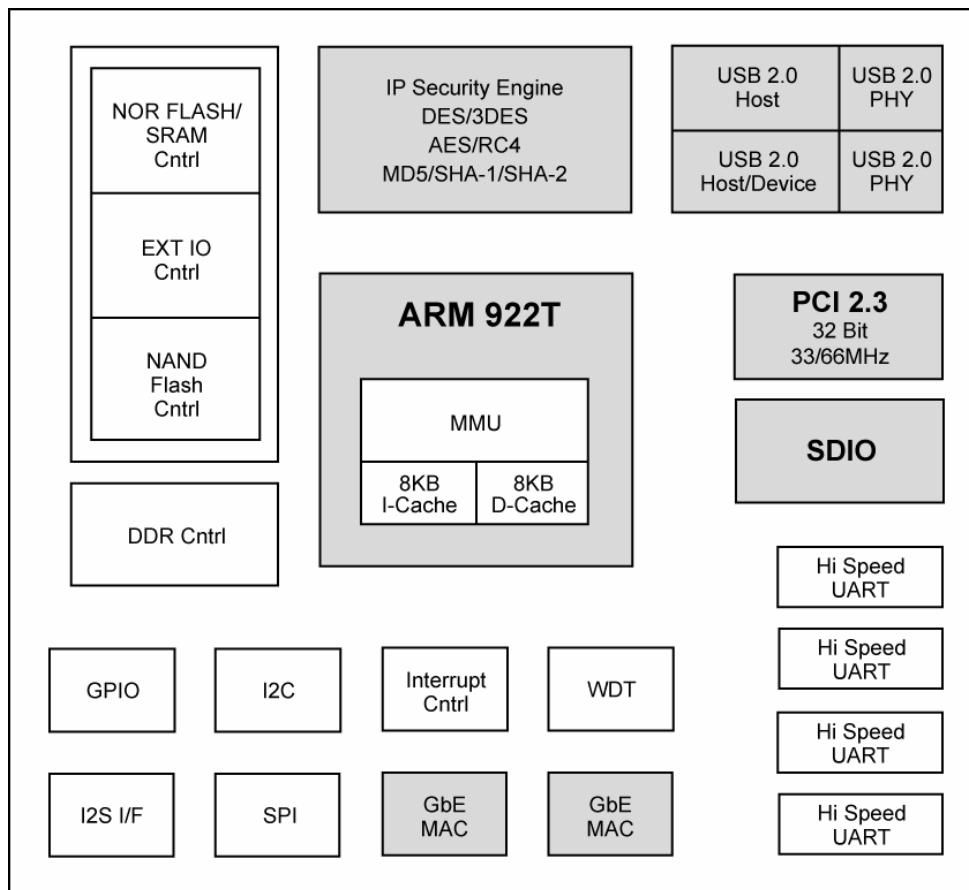 NOR FLASH/
SRAM
Cntrl
EXT IO
Cntrl
NAND
Flash
Cntrl
DDR Cntrl
IP Security Engine
DES/3DES
AES/RC4
MD5/SHA-1/SHA-2
USB 2.0
Host
USB 2.0
PHY
USB 2.0
Host/Device
USB 2.0
PHY
ARM 922T
MMU
8KB
I-Cache
8KB
D-Cache
PCI 2.3
32 Bit
33/66MHz
SDIO
Hi Speed
UART
Hi Speed
UART
Hi Speed
UART
Hi Speed
UART
GPIO
I2C
Interrupt
Cntrl
WDT
I2S I/F
SPI
GbE
MAC
GbE
MAC